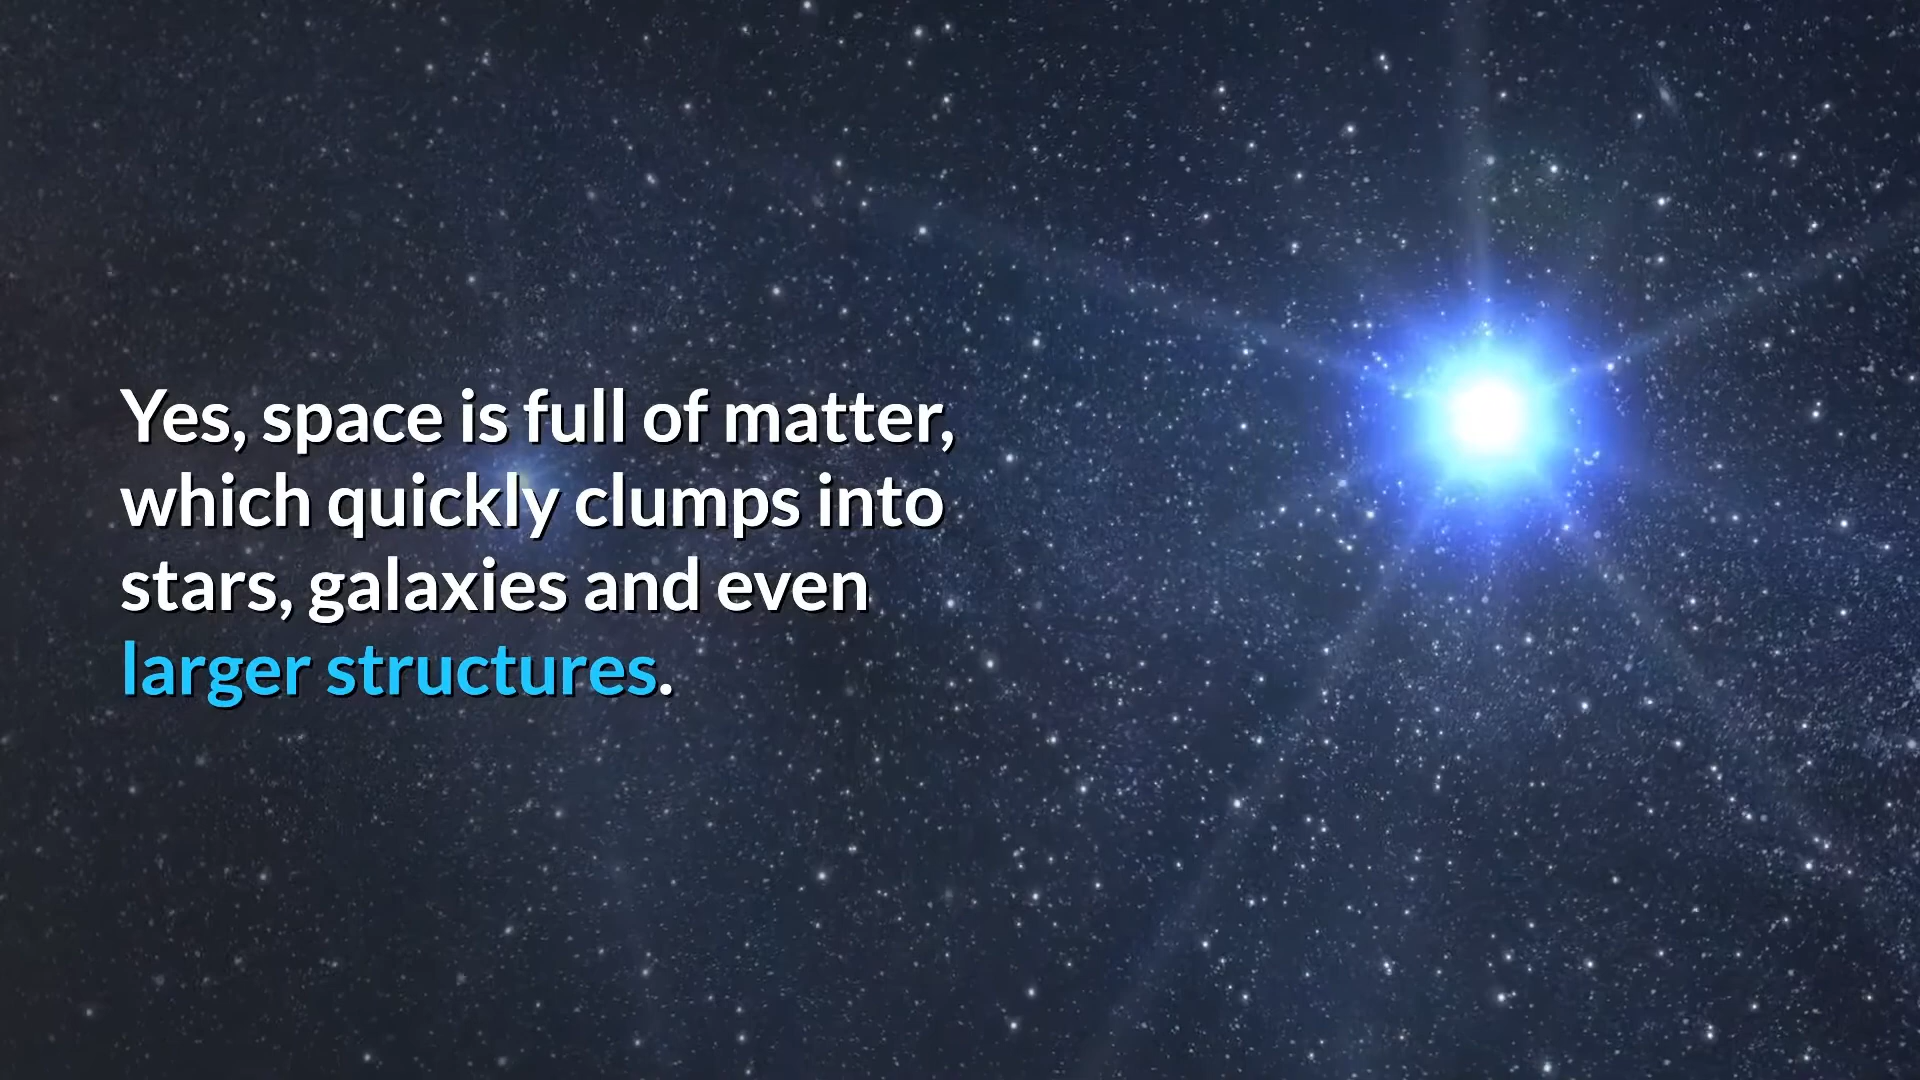 Yes, space is full of matter,
which quickly clumps into
stars, galaxies and even
larger structures.